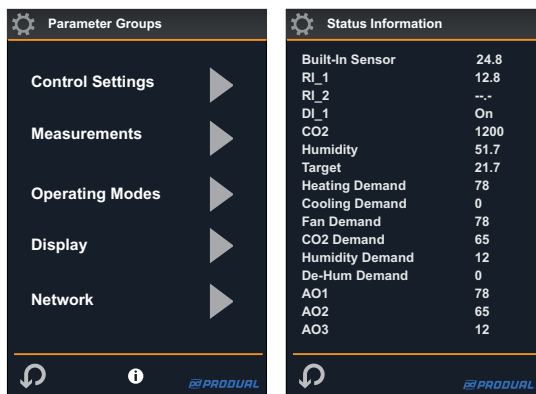 Parameter Groups
Control Settings
Measurements
Operating Modes
Display
Network
PRODUAL
Status Information
Built-In Sensor 24.8
RI_1 12.8
RI_2 --.-
DI_1 On
CO2 1200
Humidity 51.7
Target 21.7
Heating Demand 78
Cooling Demand 0
Fan Demand 78
CO2 Demand 65
Humidity Demand 12
De-Hum Demand 0
AO1 78
AO2 65
AO3 12
PRODUAL